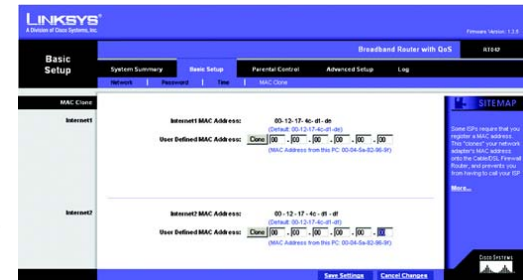 LINKSYS®
A Division of Cisco Systems, Inc.
Firmware Version: 1.3.8
Broadband Router with QoS
RT042
Basic Setup
System Summary
Basic Setup
Parental Control
Advanced Setup
Log
Network | Password | Time | MAC Clone
MAC Clone
SITEMAP
Internet1
Internet1 MAC Address: 00-12-17-4c-d1-de
(Default: 00-12-17-4c-d1-de)
User Defined MAC Address: Clone 00 - 00 - 00 - 00 - 00 - 00
(MAC Address from this PC: 00-04-5a-82-96-9f)
Some ISPs require that you
register a MAC address.
This "clones" your network
adapter's MAC address
onto the Cable/DSL Firewall
Router, and prevents you
from having to call your ISP
More...
Internet2
Internet2 MAC Address: 00-12-17-4c-d1-df
(Default: 00-12-17-4c-d1-df)
User Defined MAC Address: Clone 00 - 00 - 00 - 00 - 00 - 00
(MAC Address from this PC: 00-04-5a-82-96-9f)
Save Settings
Cancel Changes
CISCO SYSTEMS